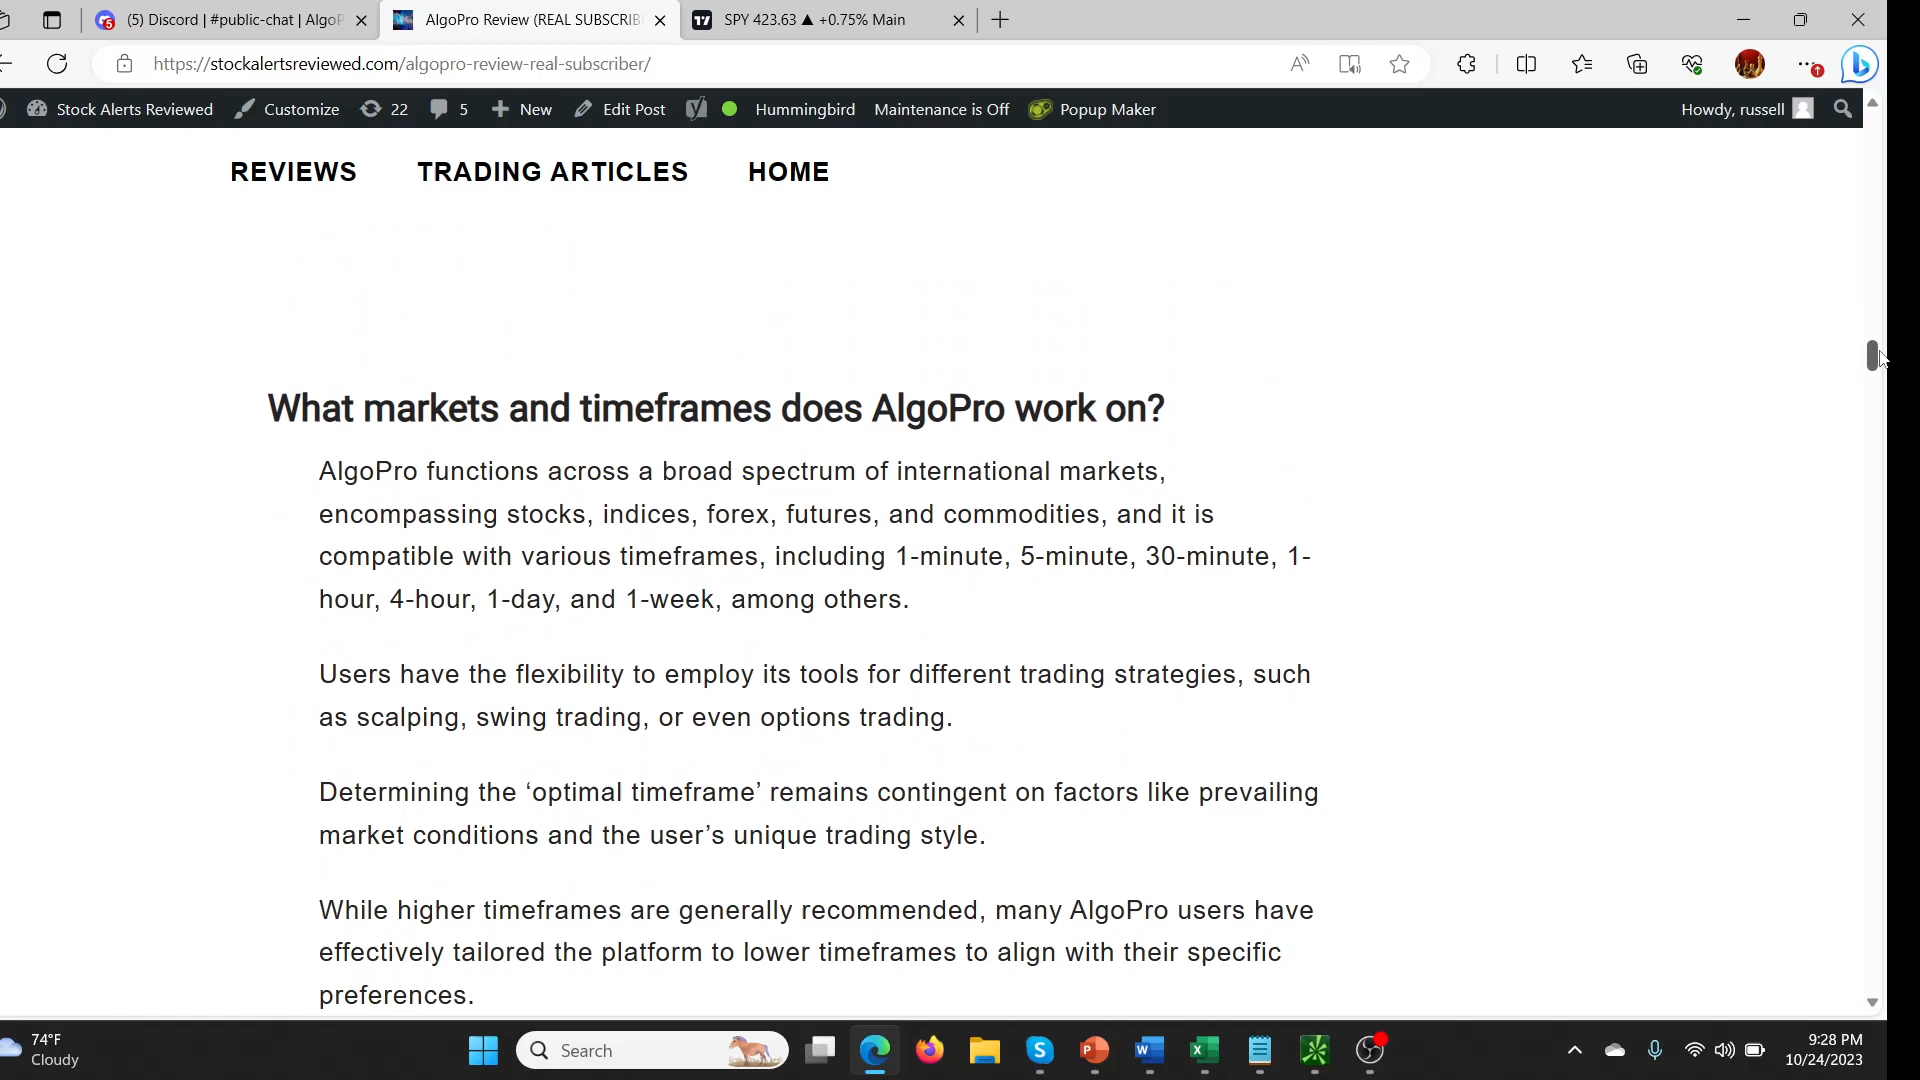 (5) Discord | #public-chat | AlgoP
AlgoPro Review (REAL SUBSCRIB
SPY 423.63 ▲ +0.75% Main
https://stockalertsreviewed.com/algopro-review-real-subscriber/
Stock Alerts Reviewed
Customize
22
5
New
Edit Post
Hummingbird
Maintenance is Off
Popup Maker
Howdy, russell
REVIEWS
TRADING ARTICLES
HOME
What markets and timeframes does AlgoPro work on?
AlgoPro functions across a broad spectrum of international markets,
encompassing stocks, indices, forex, futures, and commodities, and it is
compatible with various timeframes, including 1-minute, 5-minute, 30-minute, 1-
hour, 4-hour, 1-day, and 1-week, among others.
Users have the flexibility to employ its tools for different trading strategies, such
as scalping, swing trading, or even options trading.
Determining the ‘optimal timeframe’ remains contingent on factors like prevailing
market conditions and the user’s unique trading style.
While higher timeframes are generally recommended, many AlgoPro users have
effectively tailored the platform to lower timeframes to align with their specific
preferences.
74°F
Cloudy
Search
9:28 PM
10/24/2023